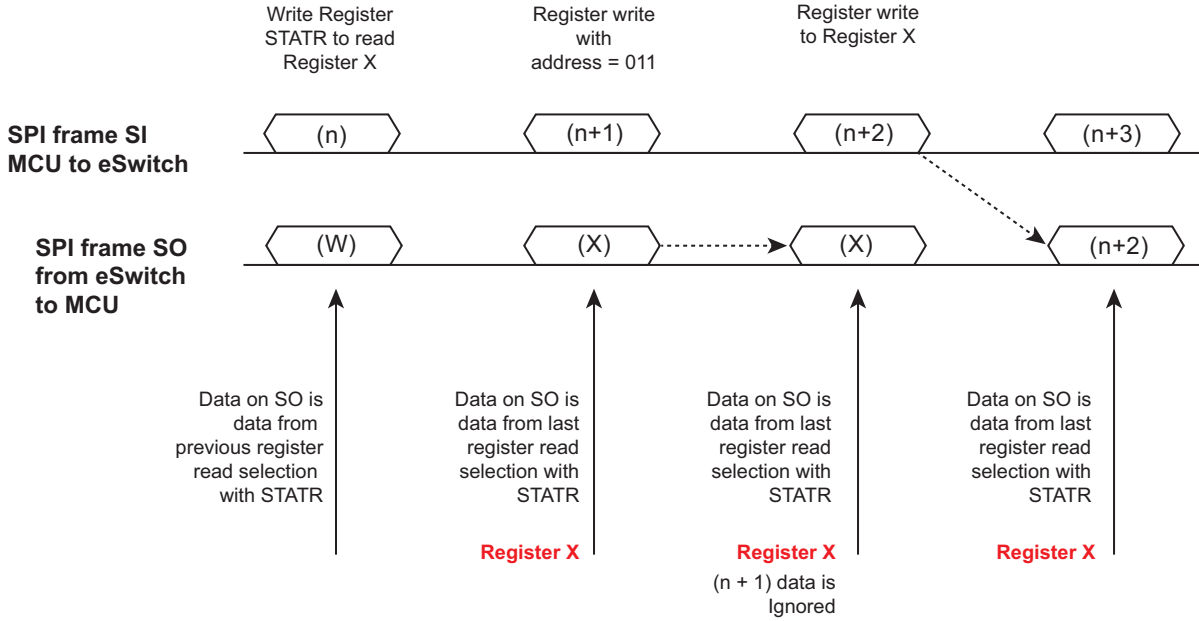 Write Register
STATR to read
Register X
Register write
with
address = 011
Register write
to Register X
SPI frame SI
MCU to eSwitch
(n)
(n+1)
(n+2)
(n+3)
SPI frame SO
from eSwitch
to MCU
(W)
(X)
(X)
(n+2)
Data on SO is
data from
previous register
read selection
with STATR
Data on SO is
data from last
register read
selection with
STATR
Register X
Data on SO is
data from last
register read
selection with
STATR
Register X
(n + 1) data is
Ignored
Data on SO is
data from last
register read
selection with
STATR
Register X